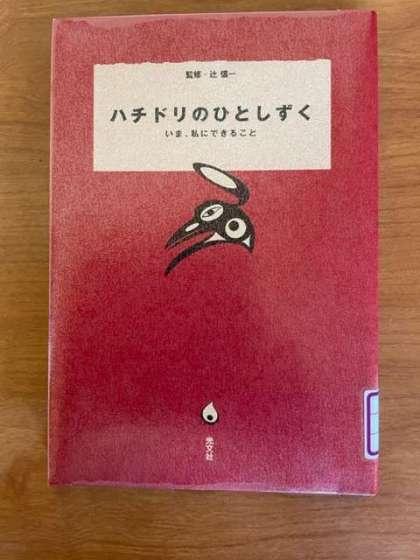 監修・辻 信一
ハチドリのひとしずく
いま、私にできること
光文社